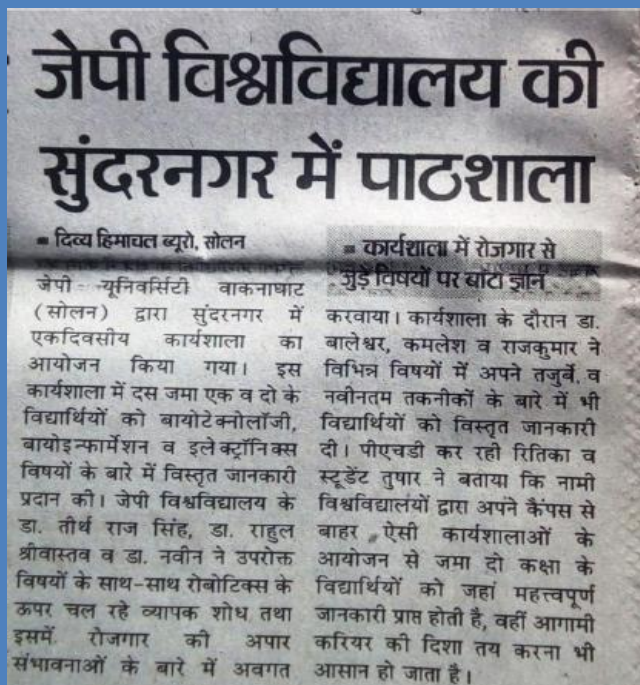 जेपी विश्वविद्यालय की
सुंदरनगर में पाठशाला
दिव्य हिमाचल ब्यूरो, सोलन
जेपी यूनिवर्सिटी वाकनाघाट
(सोलन) द्वारा सुंदरनगर में
एकदिवसीय कार्यशाला का
आयोजन किया गया। इस
कार्यशाला में दस जमा एक व दो के
विद्यार्थियों को बायोटेक्नोलॉजी,
बायोइन्फार्मेशन व इलेक्ट्रॉनिक्स
विषयों के बारे में विस्तृत जानकारी
प्रदान की। जेपी विश्वविद्यालय के
डा. तीर्थ राज सिंह, डा. राहुल
श्रीवास्तव व डा. नवीन ने उपरोक्त
विषयों के साथ-साथ रोबोटिक्स के
ऊपर चल रहे व्यापक शोध तथा
इसमें रोजगार की अपार
संभावनाओं के बारे में अवगत
कार्यशाला में रोजगार से
जुड़े विषयों पर बांटा ज्ञान
करवाया। कार्यशाला के दौरान डा.
बालेश्वर, कमलेश व राजकुमार ने
विभिन्न विषयों में अपने तजुर्बे, व
नवीनतम तकनीकों के बारे में भी
विद्यार्थियों को विस्तृत जानकारी
दी। पीएचडी कर रही रितिका व
स्टूडेंट तुषार ने बताया कि नामी
विश्वविद्यालयों द्वारा अपने कैंपस से
बाहर ऐसी कार्यशालाओं के
आयोजन से जमा दो कक्षा के
विद्यार्थियों को जहां महत्त्वपूर्ण
जानकारी प्राप्त होती है, वहीं आगामी
करियर की दिशा तय करना भी
आसान हो जाता है।